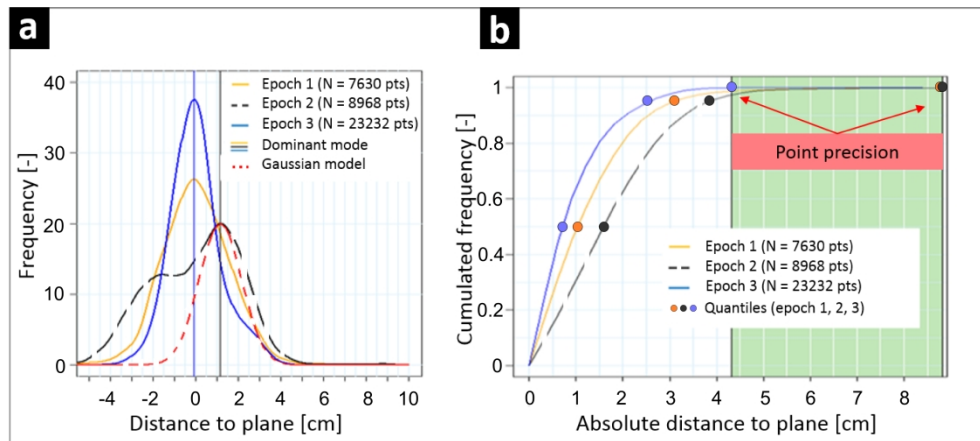 a
Frequency [-]
40
30
20
10
0
-4
-2
0
2
4
6
8
10
Distance to plane [cm]
Epoch 1 (N = 7630 pts)
Epoch 2 (N = 8968 pts)
Epoch 3 (N = 23232 pts)
Dominant mode
Gaussian model
b
Cumulated frequency [-]
1
0.8
0.6
0.4
0.2
0
0
1
2
3
4
5
6
7
8
Absolute distance to plane [cm]
Point precision
Epoch 1 (N = 7630 pts)
Epoch 2 (N = 8968 pts)
Epoch 3 (N = 23232 pts)
Quantiles (epoch 1, 2, 3)